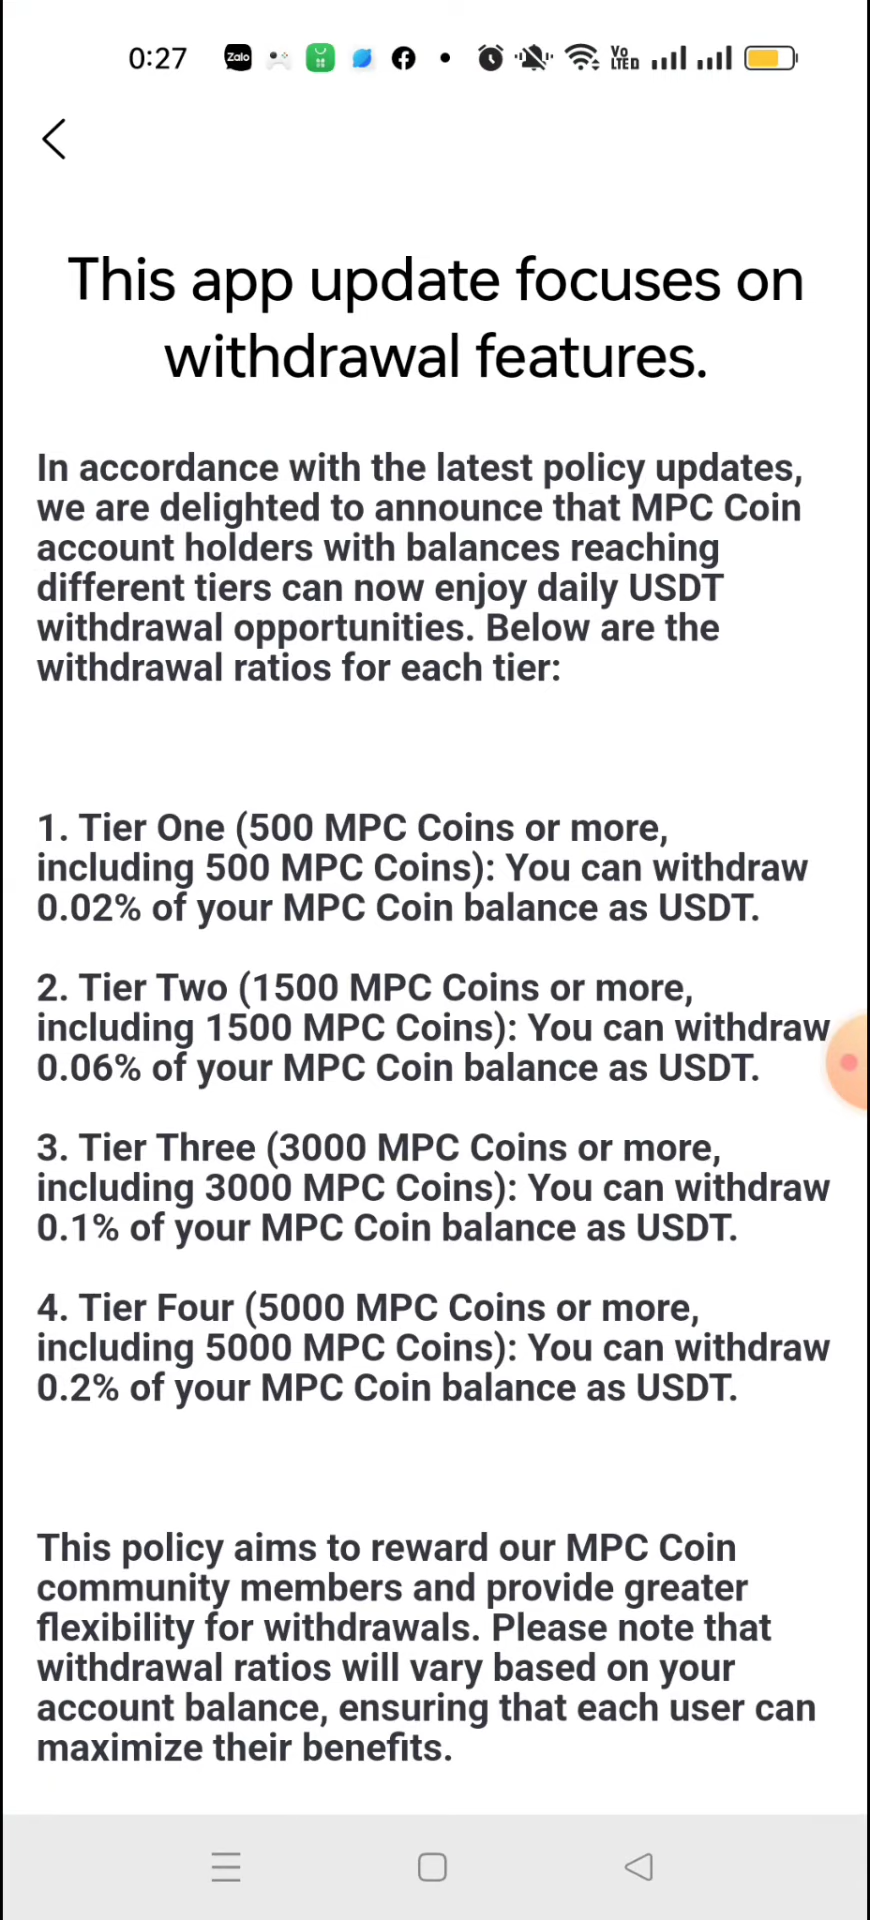 0:27 Zalo Vo LTED
This app update focuses on
withdrawal features.
In accordance with the latest policy updates,
we are delighted to announce that MPC Coin
account holders with balances reaching
different tiers can now enjoy daily USDT
withdrawal opportunities. Below are the
withdrawal ratios for each tier:
1. Tier One (500 MPC Coins or more,
including 500 MPC Coins): You can withdraw
0.02% of your MPC Coin balance as USDT.
2. Tier Two (1500 MPC Coins or more,
including 1500 MPC Coins): You can withdraw
0.06% of your MPC Coin balance as USDT.
3. Tier Three (3000 MPC Coins or more,
including 3000 MPC Coins): You can withdraw
0.1% of your MPC Coin balance as USDT.
4. Tier Four (5000 MPC Coins or more,
including 5000 MPC Coins): You can withdraw
0.2% of your MPC Coin balance as USDT.
This policy aims to reward our MPC Coin
community members and provide greater
flexibility for withdrawals. Please note that
withdrawal ratios will vary based on your
account balance, ensuring that each user can
maximize their benefits.